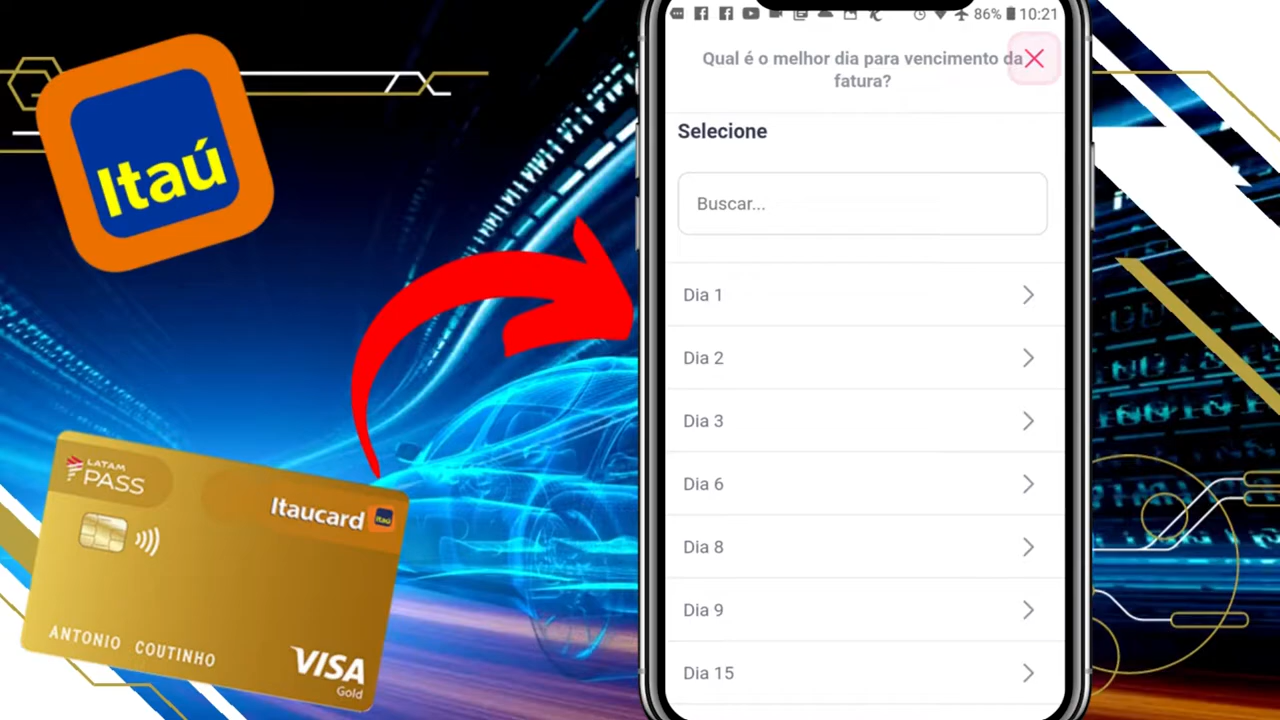 Itaú
LATAM
PASS
Itaucard
Itaú
ANTONIO COUTINHO
VISA
Gold
86% 10:21
Qual é o melhor dia para vencimento da
fatura?
Selecione
Buscar...
Dia 1
Dia 2
Dia 3
Dia 6
Dia 8
Dia 9
Dia 15